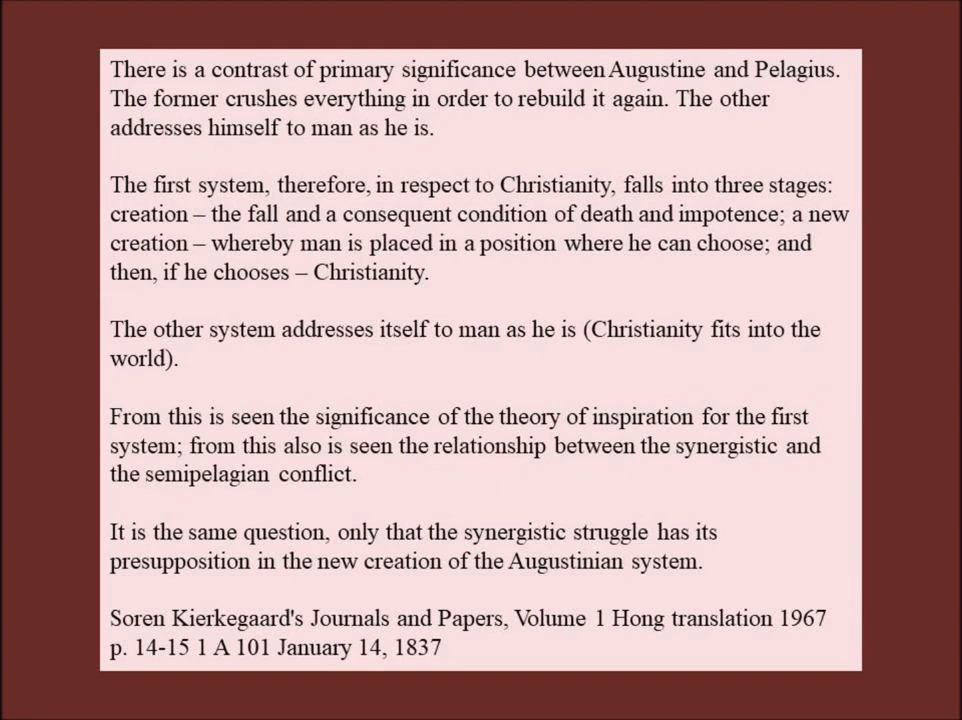 There is a contrast of primary significance between Augustine and Pelagius.
The former crushes everything in order to rebuild it again. The other
addresses himself to man as he is.
The first system, therefore, in respect to Christianity, falls into three stages:
creation – the fall and a consequent condition of death and impotence; a new
creation – whereby man is placed in a position where he can choose; and
then, if he chooses – Christianity.
The other system addresses itself to man as he is (Christianity fits into the
world).
From this is seen the significance of the theory of inspiration for the first
system; from this also is seen the relationship between the synergistic and
the semipelagian conflict.
It is the same question, only that the synergistic struggle has its
presupposition in the new creation of the Augustinian system.
Soren Kierkegaard's Journals and Papers, Volume 1 Hong translation 1967
p. 14-15 1 A 101 January 14, 1837